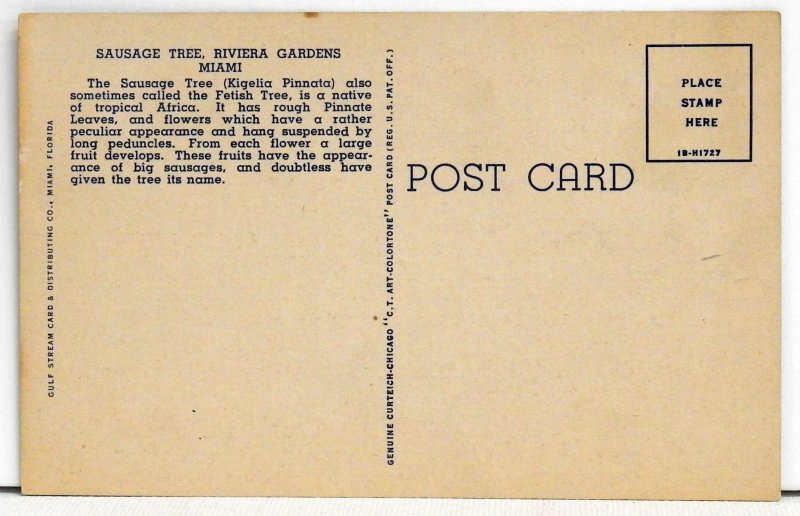 SAUSAGE TREE, RIVIERA GARDENS
MIAMI
The Sausage Tree (Kigelia Pinnata) also
sometimes called the Fetish Tree, is a native
of tropical Africa. It has rough Pinnate
Leaves, and flowers which have a rather
peculiar appearance and hang suspended by
long peduncles. From each flower a large
fruit develops. These fruits have the appear-
ance of big sausages, and doubtless have
given the tree its name.
GULF STREAM CARD & DISTRIBUTING CO., MIAMI, FLORIDA
GENUINE CURTEICH-CHICAGO "C.T. ART-COLORTONE" POST CARD (REG. U.S. PAT. OFF.)
POST CARD
PLACE
STAMP
HERE
1B-H1727